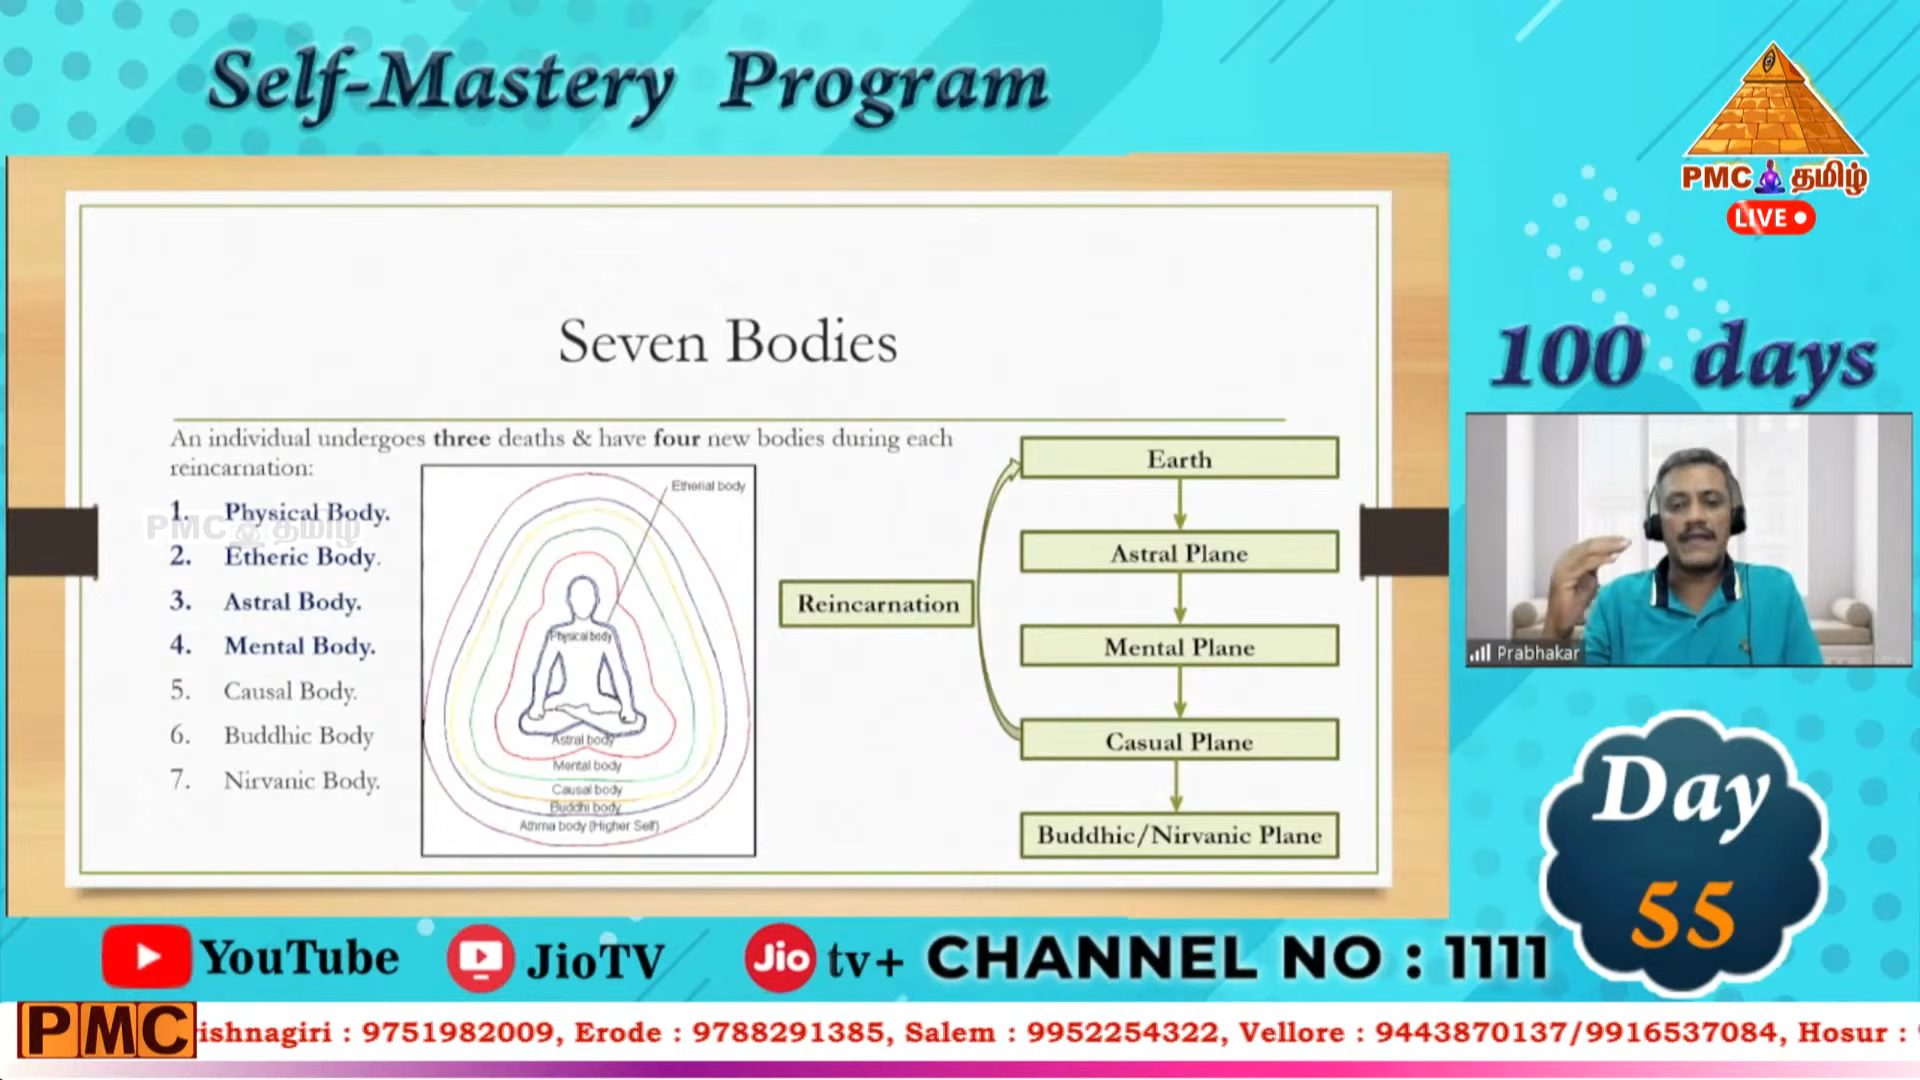 Self-Mastery Program
PMC தமிழ்
LIVE
100 days
Seven Bodies
An individual undergoes three deaths & have four new bodies during each
reincarnation:
1. Physical Body.
2. Etheric Body.
3. Astral Body.
4. Mental Body.
5. Causal Body.
6. Buddhic Body
7. Nirvanic Body.
PMC தமிழ்
Etherial body
Physical body
Astral body
Mental body
Causal body
Buddhi body
Athma body (Higher Self)
Reincarnation
Earth
Astral Plane
Mental Plane
Casual Plane
Buddhic/Nirvanic Plane
Prabhakar
Day
55
YouTube JioTV Jio tv+ CHANNEL NO : 1111
PMC rishnagiri : 9751982009, Erode : 9788291385, Salem : 9952254322, Vellore : 9443870137/9916537084, Hosur :